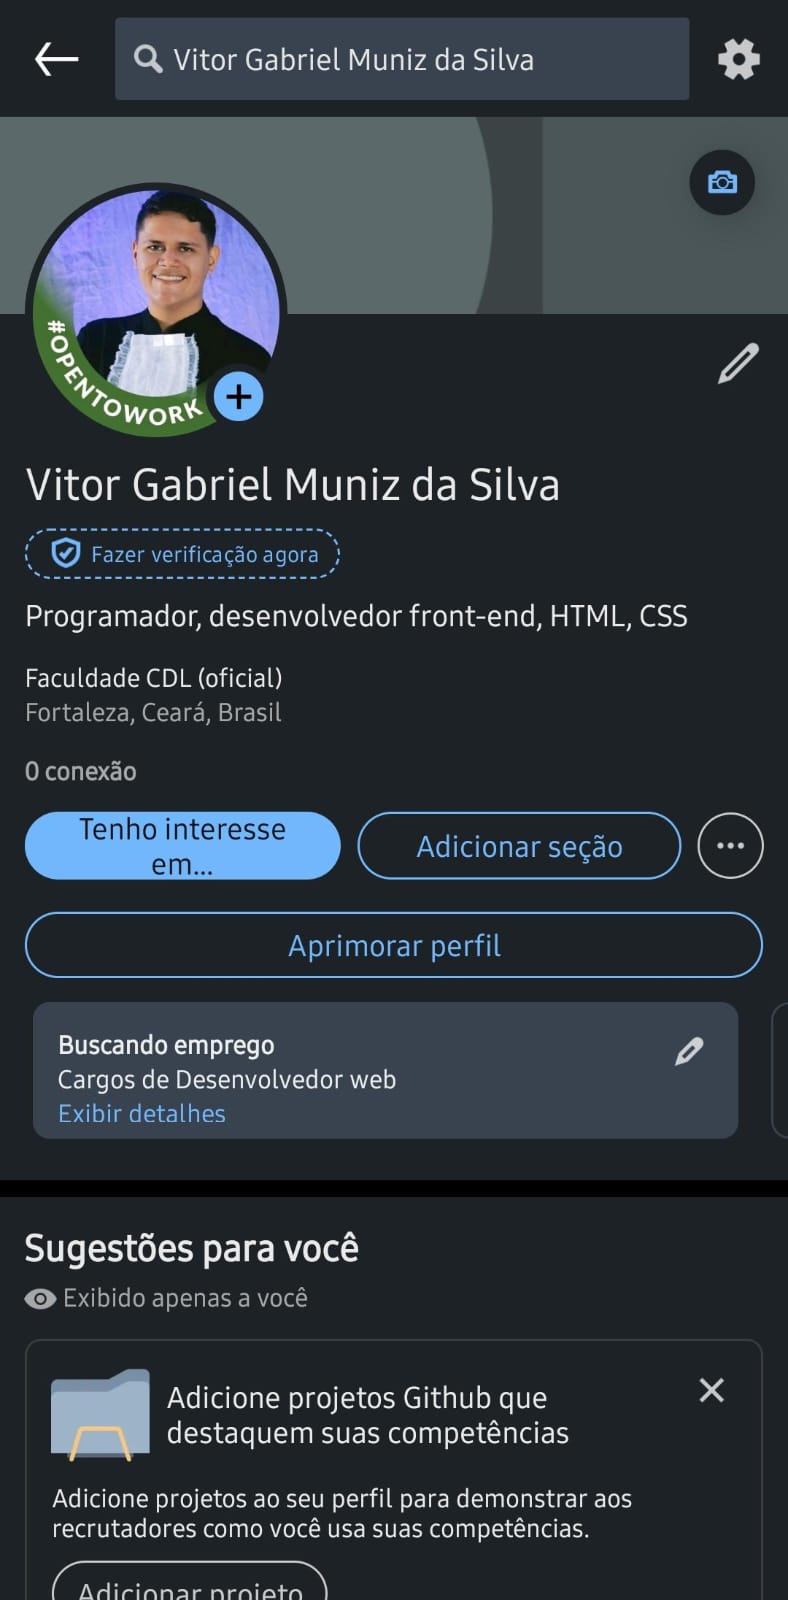 Vitor Gabriel Muniz da Silva
#OPENTOWORK
Vitor Gabriel Muniz da Silva
Fazer verificação agora
Programador, desenvolvedor front-end, HTML, CSS
Faculdade CDL (oficial)
Fortaleza, Ceará, Brasil
0 conexão
Tenho interesse
em...
Adicionar seção
Aprimorar perfil
Buscando emprego
Cargos de Desenvolvedor web
Exibir detalhes
Sugestões para você
Exibido apenas a você
Adicione projetos Github que
destaquem suas competências
Adicione projetos ao seu perfil para demonstrar aos
recrutadores como você usa suas competências.
Adicionar projeto